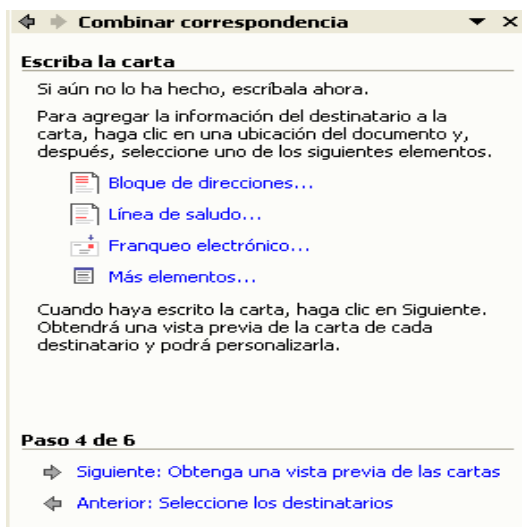 Combinar correspondencia
Escriba la carta
Si aún no lo ha hecho, escríbala ahora.
Para agregar la información del destinatario a la
carta, haga clic en una ubicación del documento y,
después, seleccione uno de los siguientes elementos.
Bloque de direcciones...
Línea de saludo...
Franqueo electrónico...
Más elementos...
Cuando haya escrito la carta, haga clic en Siguiente.
Obtendrá una vista previa de la carta de cada
destinatario y podrá personalizarla.
Paso 4 de 6
Siguiente: Obtenga una vista previa de las cartas
Anterior: Seleccione los destinatarios